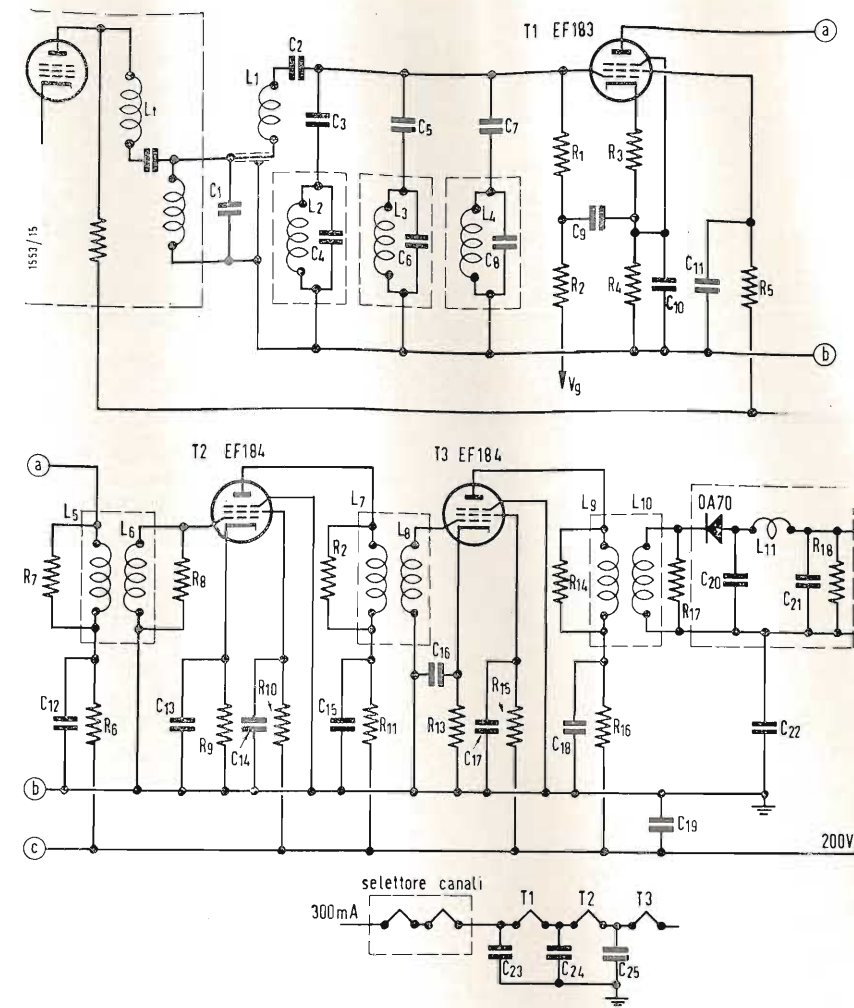 T1 EF183
a
C2
L1
Lt
C3
C5
C7
R1
R3
C1
L2
C4
L3
C6
L4
C8
C9
R2
R4
C10
C11
R5
1553/15
b
Vg
T2 EF184
T3 EF184
a
L5
L6
L7
L8
L9
L10
OA70
L11
R7
R8
R2
R14
R17
C20
C21
R18
C16
C12
R6
C13
R9
C14
R10
C15
R11
R13
C17
R15
C18
R16
C22
b
C19
c
200V
selettore canali
300mA
T1
T2
T3
C23
C24
C25